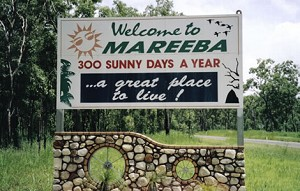 Welcome to
MAREEBA
300 SUNNY DAYS A YEAR
...a great place
to live!